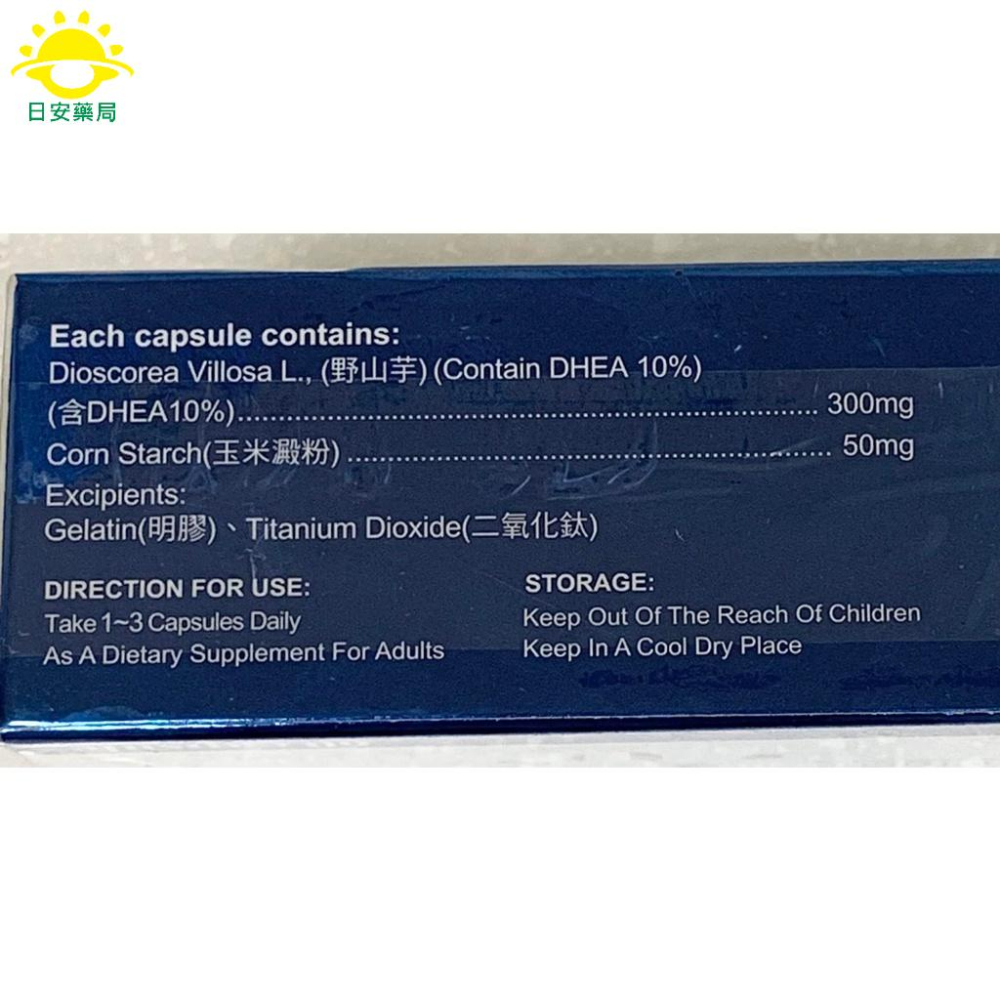 日安藥局
Each capsule contains:
Dioscorea Villosa L., (野山芋) (Contain DHEA 10%)
(含DHEA10%)........................................................................ 300mg
Corn Starch(玉米澱粉) ............................................................ 50mg
Excipients:
Gelatin(明膠)、Titanium Dioxide(二氧化鈦)
DIRECTION FOR USE:
Take 1~3 Capsules Daily
As A Dietary Supplement For Adults
STORAGE:
Keep Out Of The Reach Of Children
Keep In A Cool Dry Place